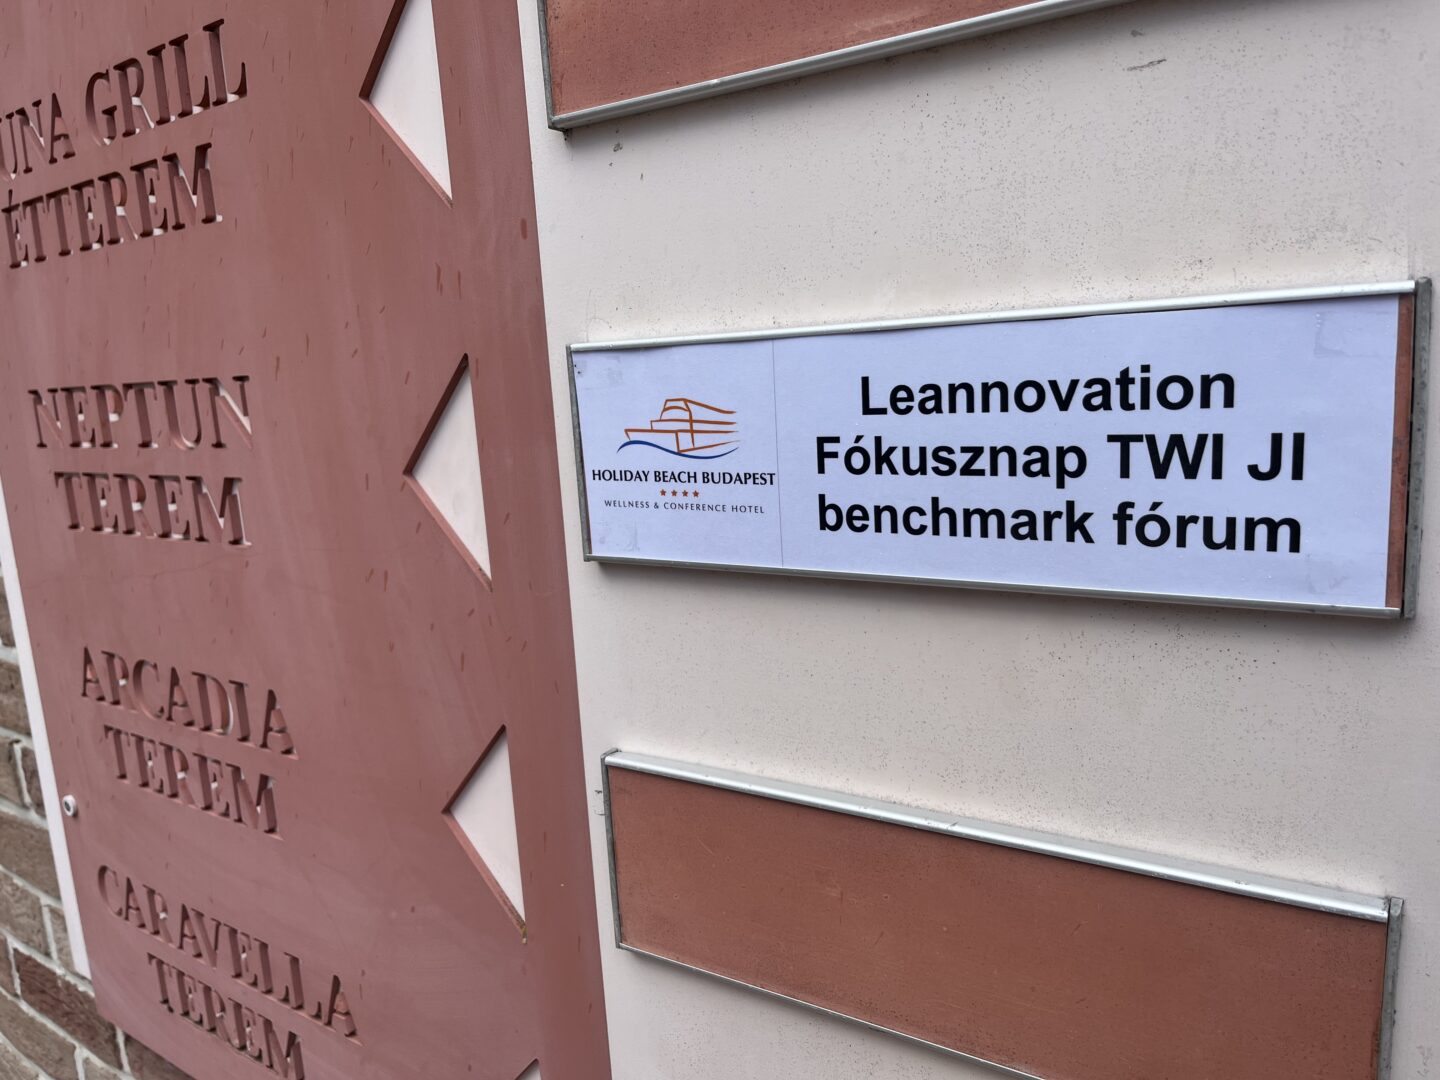 GRILL
ÉTTEREM
NEPTUN
TEREM
ARCADIA
TEREM
CARAVELLA
TEREM
HOLIDAY BEACH BUDAPEST
WELLNESS & CONFERENCE HOTEL
Leannovation
Fókusznap TWI JI
benchmark fórum